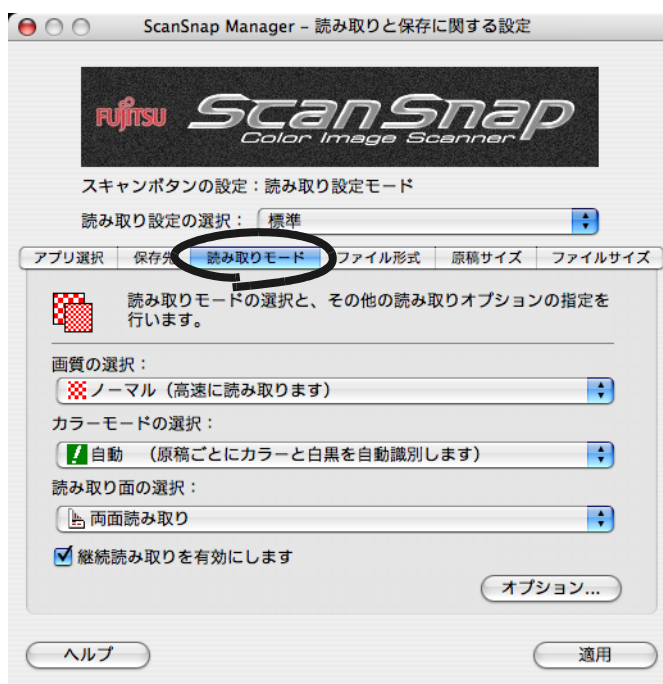 ScanSnap Manager – 読み取りと保存に関する設定
FUJITSU ScanSnap
Color Image Scanner
スキャンボタンの設定：読み取り設定モード
読み取り設定の選択： 標準
アプリ選択 保存先 読み取りモード ファイル形式 原稿サイズ ファイルサイズ
読み取りモードの選択と、その他の読み取りオプションの指定を
行います。
画質の選択：
ノーマル（高速に読み取ります）
カラーモードの選択：
自動 （原稿ごとにカラーと白黒を自動識別します）
読み取り面の選択：
両面読み取り
継続読み取りを有効にします
オプション...
ヘルプ 適用